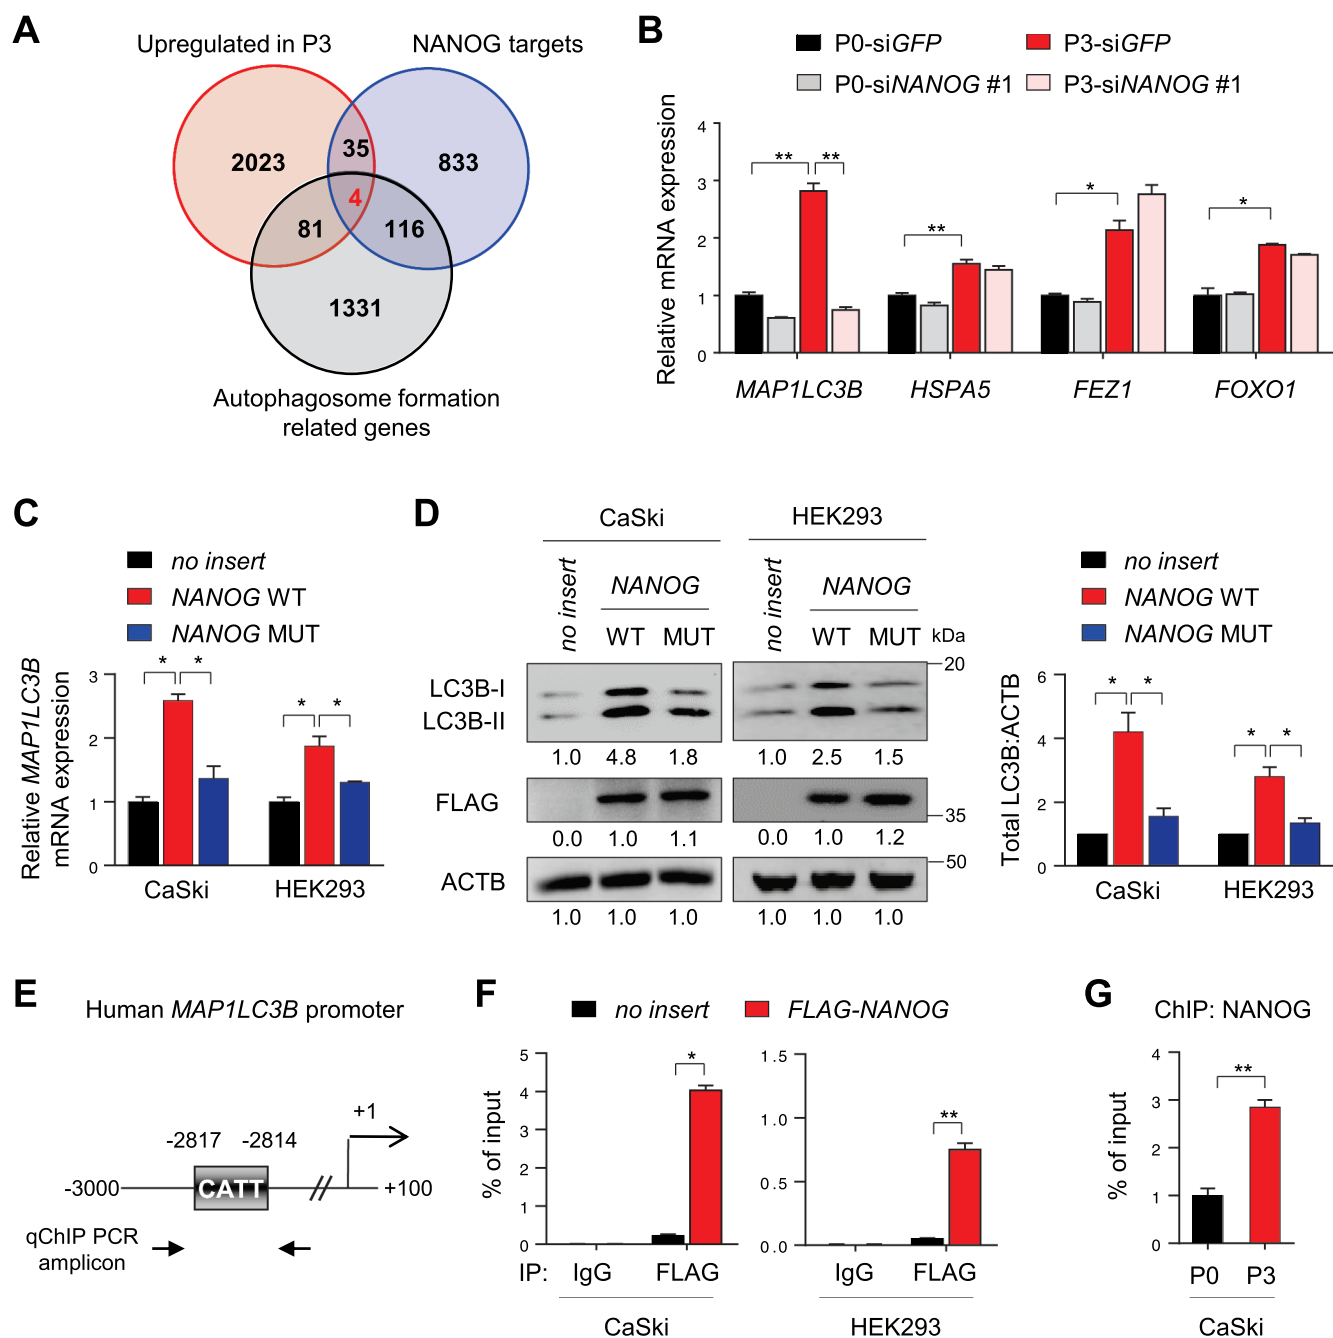 A
Upregulated in P3
NANOG targets
2023
35
833
4
81
116
1331
Autophagosome formation
related genes
B
P0-siGFP
P3-siGFP
P0-siNANOG #1
P3-siNANOG #1
Relative mRNA expression
4
3
2
1
0
** **
**
*
*
MAP1LC3B HSPA5 FEZ1 FOXO1
C
no insert
NANOG WT
NANOG MUT
Relative MAP1LC3B
mRNA expression
3
2
1
0
* *
* *
CaSki HEK293
D
CaSki HEK293
no insert NANOG no insert NANOG
WT MUT WT MUT kDa
20
LC3B-I
LC3B-II
1.0 4.8 1.8 1.0 2.5 1.5
FLAG
35
0.0 1.0 1.1 0.0 1.0 1.2
50
ACTB
1.0 1.0 1.0 1.0 1.0 1.0
no insert
NANOG WT
NANOG MUT
Total LC3B:ACTB
6
4
2
0
* *
* *
CaSki HEK293
E
Human MAP1LC3B promoter
+1
-2817 -2814
-3000 CATT +100
qChIP PCR
amplicon
F
no insert FLAG-NANOG
% of input
5
4
3
2
1
0
*
IP: IgG FLAG
CaSki
1.5
1.0
0.5
0.0
**
IgG FLAG
HEK293
G
ChIP: NANOG
% of input
4
3
2
1
0
**
P0 P3
CaSki